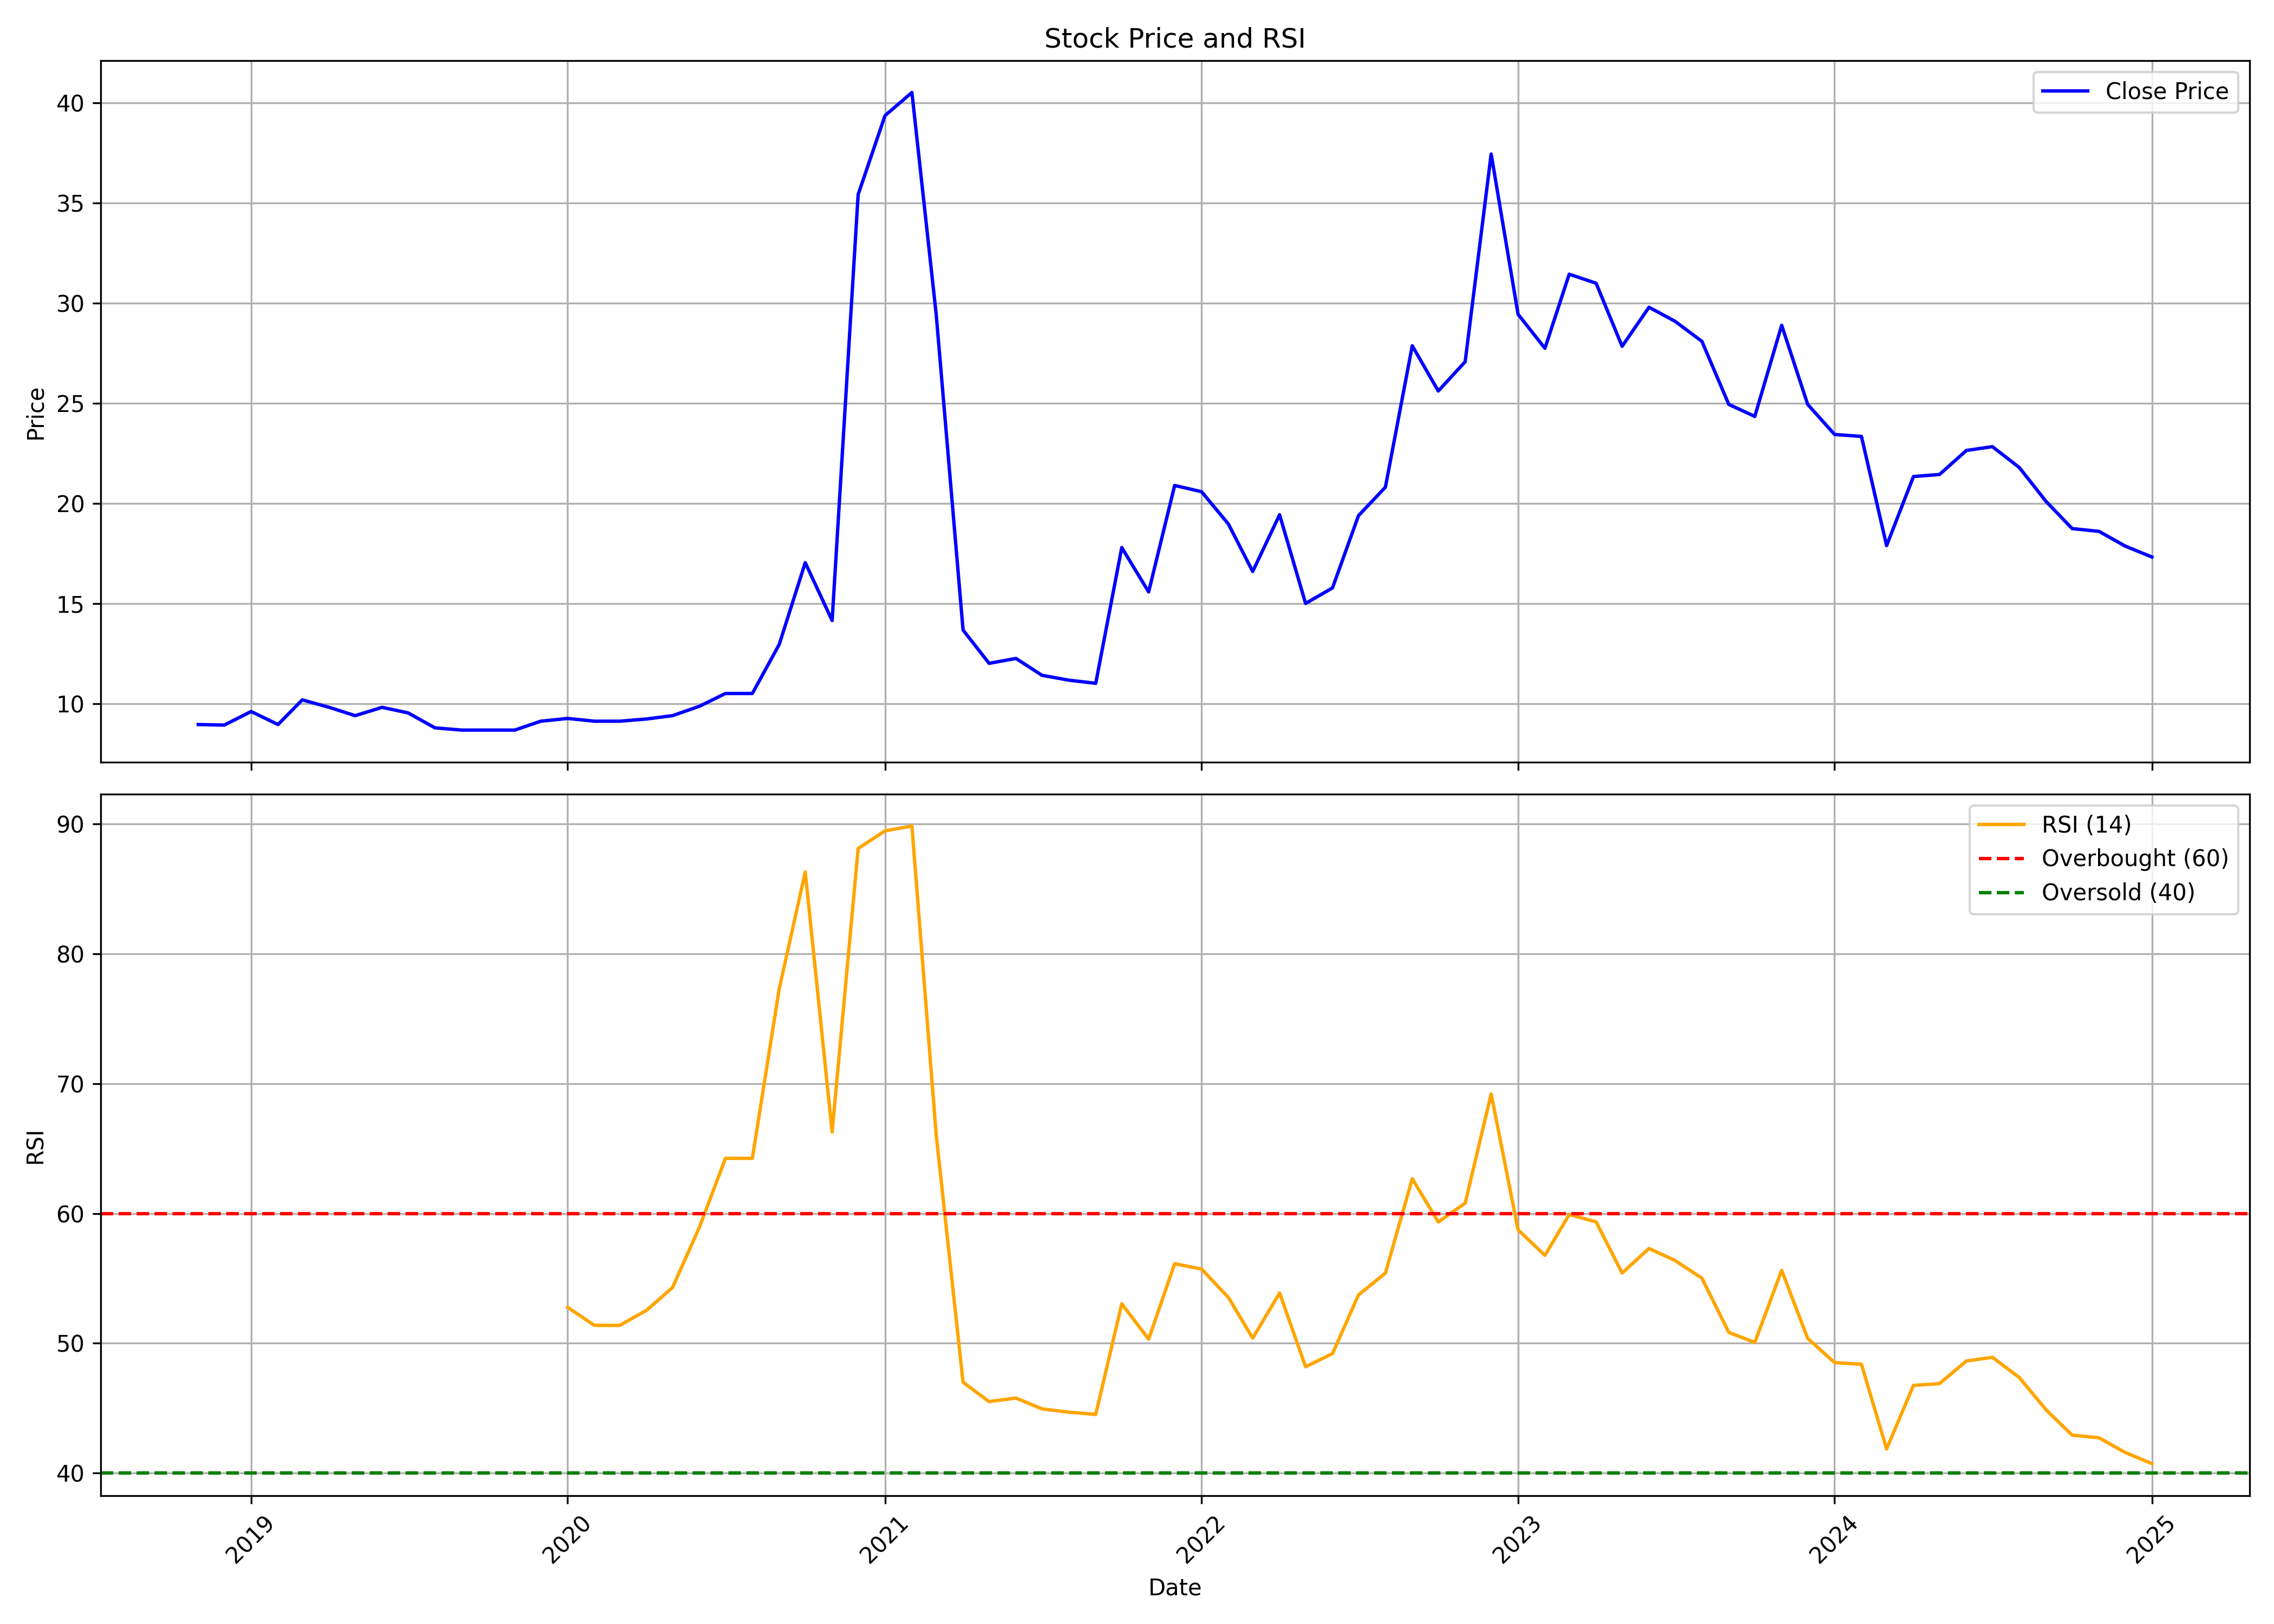 Stock Price and RSI
Close Price
40
35
30
25
20
15
10
Price
RSI (14)
Overbought (60)
Oversold (40)
90
80
70
60
50
40
RSI
2019
2020
2021
2022
2023
2024
2025
Date